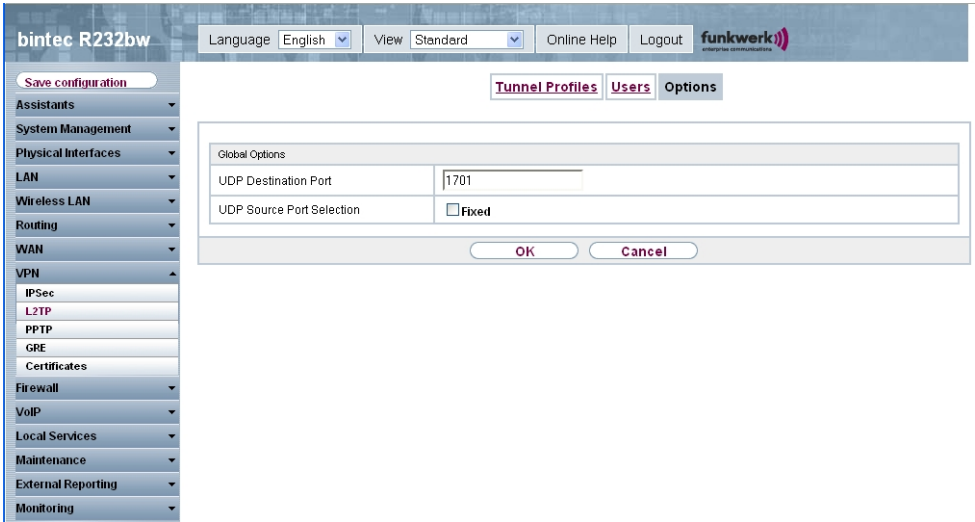 bintec R232bw
Language English View Standard Online Help Logout funkwerk
enterprise communications
Save configuration
Assistants
System Management
Physical Interfaces
LAN
Wireless LAN
Routing
WAN
VPN
IPSec
L2TP
PPTP
GRE
Certificates
Firewall
VoIP
Local Services
Maintenance
External Reporting
Monitoring
Tunnel Profiles Users Options
Global Options
UDP Destination Port 1701
UDP Source Port Selection Fixed
OK Cancel